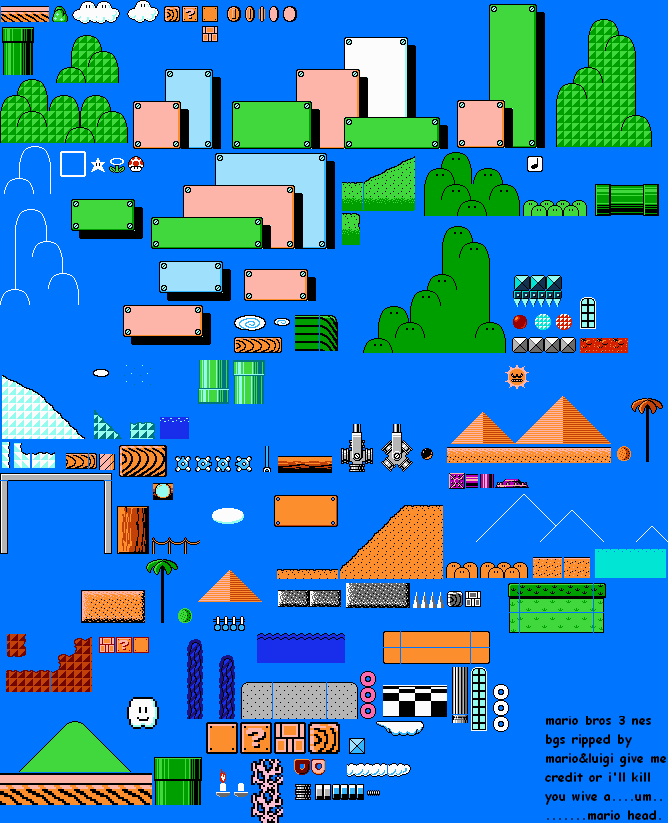 mario bros 3 nes
bgs ripped by
mario&luigi give me
credit or i'll kill
you wive a....um..
.......mario head.